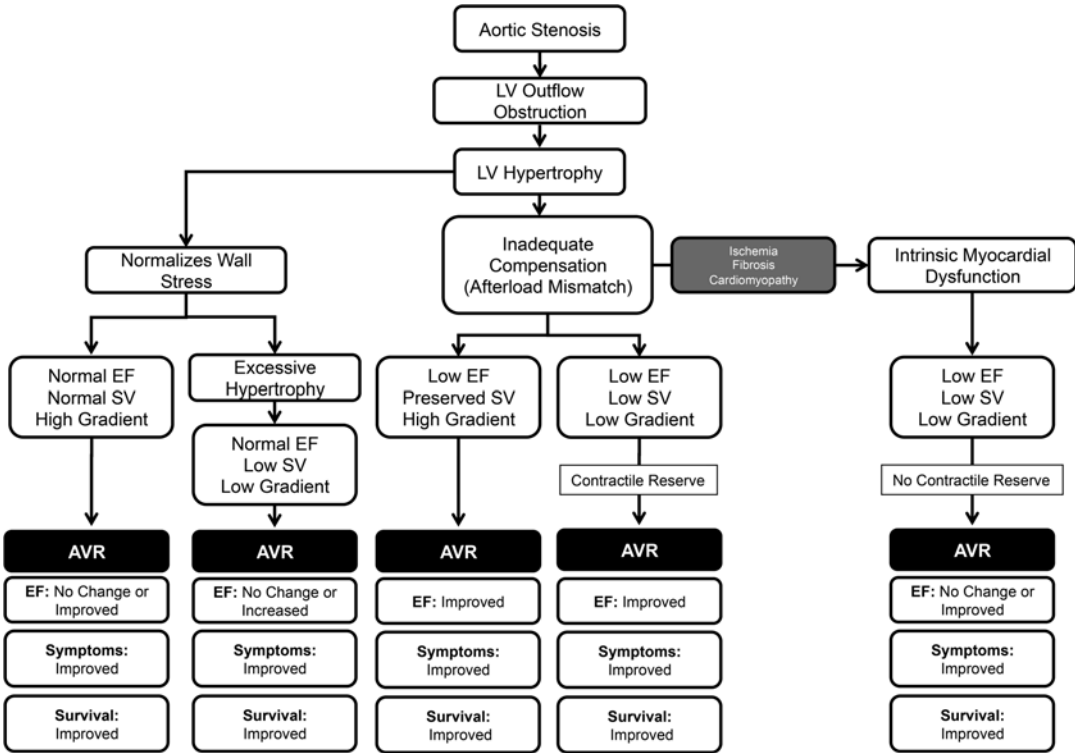 Aortic Stenosis
LV Outflow
Obstruction
LV Hypertrophy
Normalizes Wall
Stress
Inadequate
Compensation
(Afterload Mismatch)
Ischemia
Fibrosis
Cardiomyopathy
Intrinsic Myocardial
Dysfunction
Normal EF
Normal SV
High Gradient
Excessive
Hypertrophy
Normal EF
Low SV
Low Gradient
Low EF
Preserved SV
High Gradient
Low EF
Low SV
Low Gradient
Low EF
Low SV
Low Gradient
Contractile Reserve
No Contractile Reserve
AVR
AVR
AVR
AVR
AVR
EF: No Change or
Improved
EF: No Change or
Increased
EF: Improved
EF: Improved
EF: No Change or
Improved
Symptoms:
Improved
Symptoms:
Improved
Symptoms:
Improved
Symptoms:
Improved
Symptoms:
Improved
Survival:
Improved
Survival:
Improved
Survival:
Improved
Survival:
Improved
Survival:
Improved